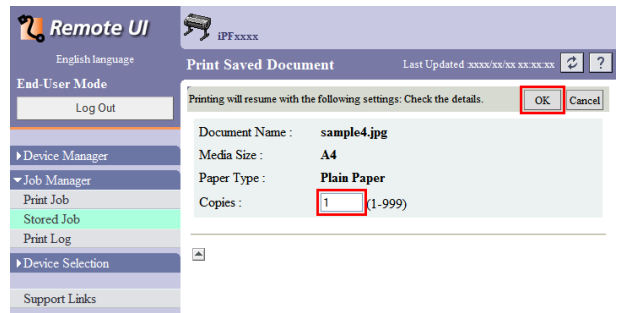 Remote UI
English language
End-User Mode
Log Out
Device Manager
Job Manager
Print Job
Stored Job
Print Log
Device Selection
Support Links
iPFxxxx
Print Saved Document
Last Updated :xxxx/xx/xx xx:xx:xx
?
Printing will resume with the following settings: Check the details.
OK
Cancel
Document Name : sample4.jpg
Media Size : A4
Paper Type : Plain Paper
Copies : 1 (1-999)